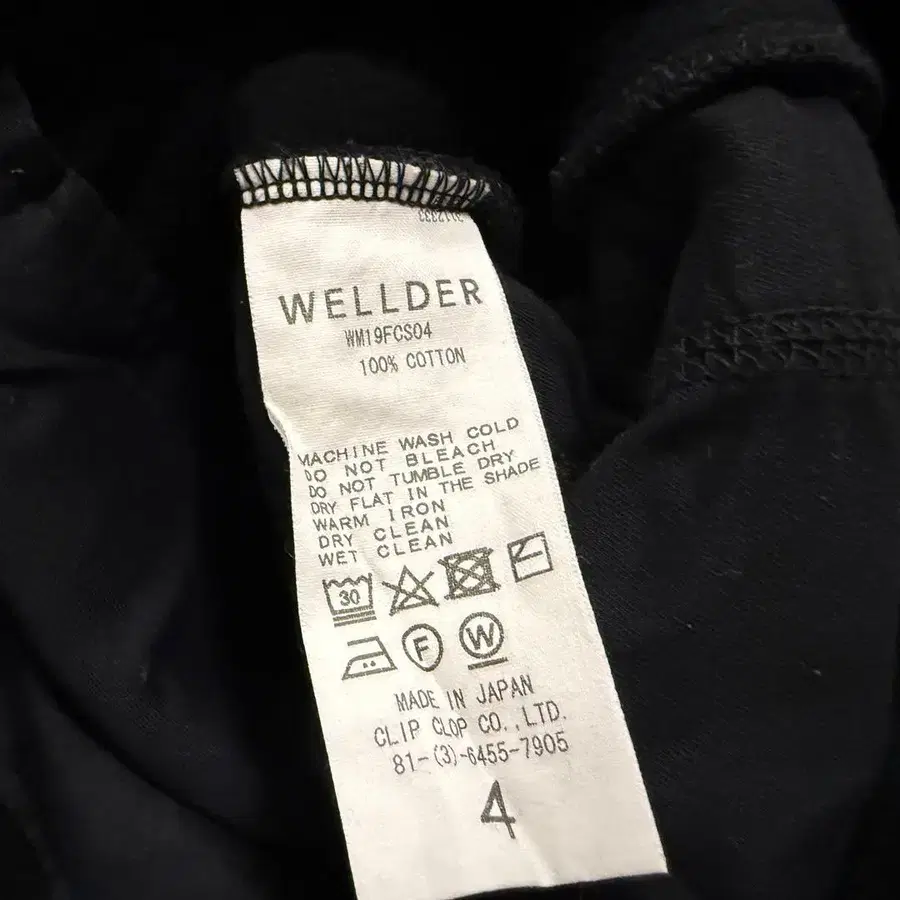 WELLDER
WM19FCS04
100% COTTON
MACHINE WASH COLD
DO NOT BLEACH
DO NOT TUMBLE DRY
DRY FLAT IN THE SHADE
WARM IRON
DRY CLEAN
WET CLEAN
30
F W
MADE IN JAPAN
CLIP CLOP CO.,LTD.
81-(3)-6455-7905
4